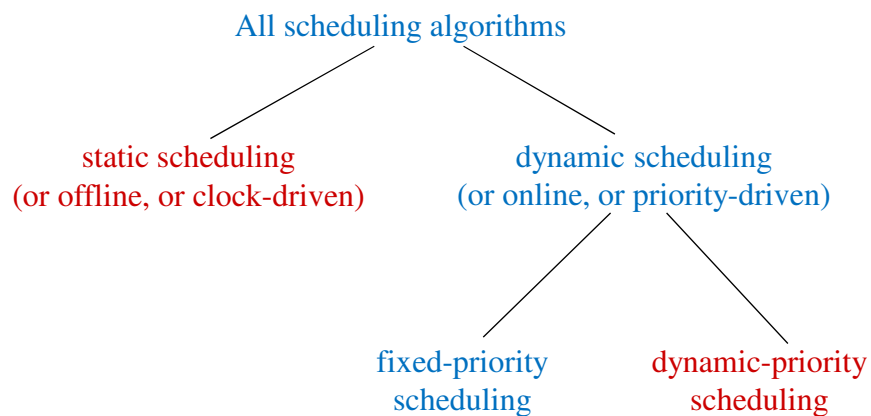 All scheduling algorithms
static scheduling
(or offline, or clock-driven)
dynamic scheduling
(or online, or priority-driven)
fixed-priority
scheduling
dynamic-priority
scheduling